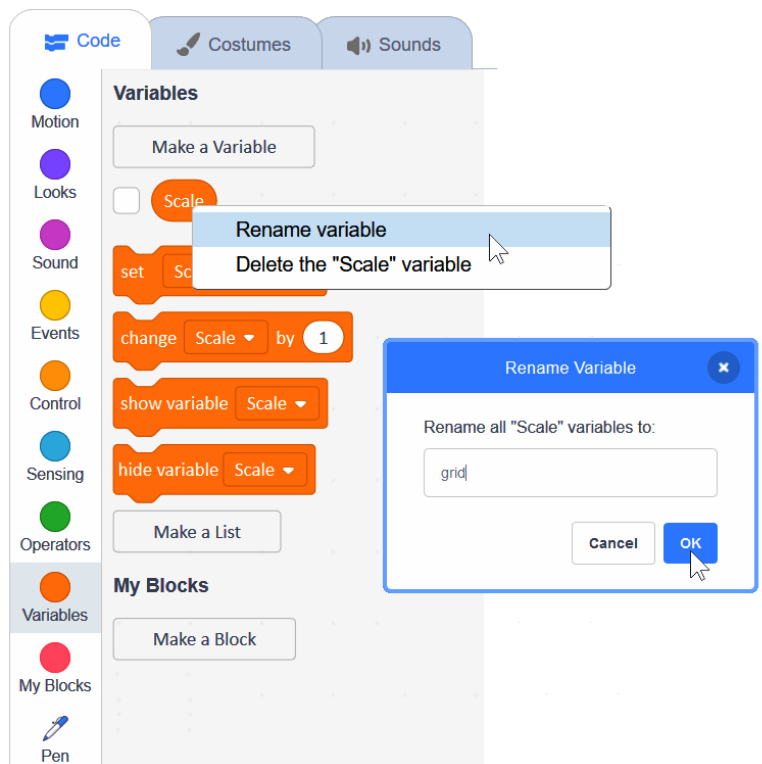 Code
Costumes
Sounds
Motion
Looks
Sound
Events
Control
Sensing
Operators
Variables
My Blocks
Pen
Variables
Make a Variable
Scale
Rename variable
Delete the "Scale" variable
set Sc
change Scale by 1
show variable Scale
hide variable Scale
Make a List
My Blocks
Make a Block
Rename Variable
Rename all "Scale" variables to:
grid
Cancel
OK